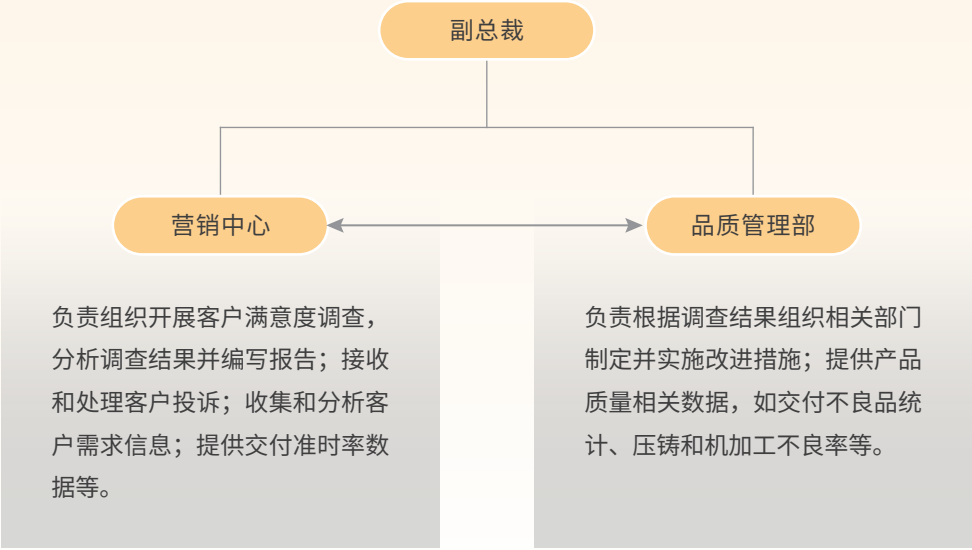 副总裁
营销中心
品质管理部
负责组织开展客户满意度调查，
分析调查结果并编写报告；接收
和处理客户投诉；收集和分析客
户需求信息；提供交付准时率数
据等。
负责根据调查结果组织相关部门
制定并实施改进措施；提供产品
质量相关数据，如交付不良品统
计、压铸和机加工不良率等。